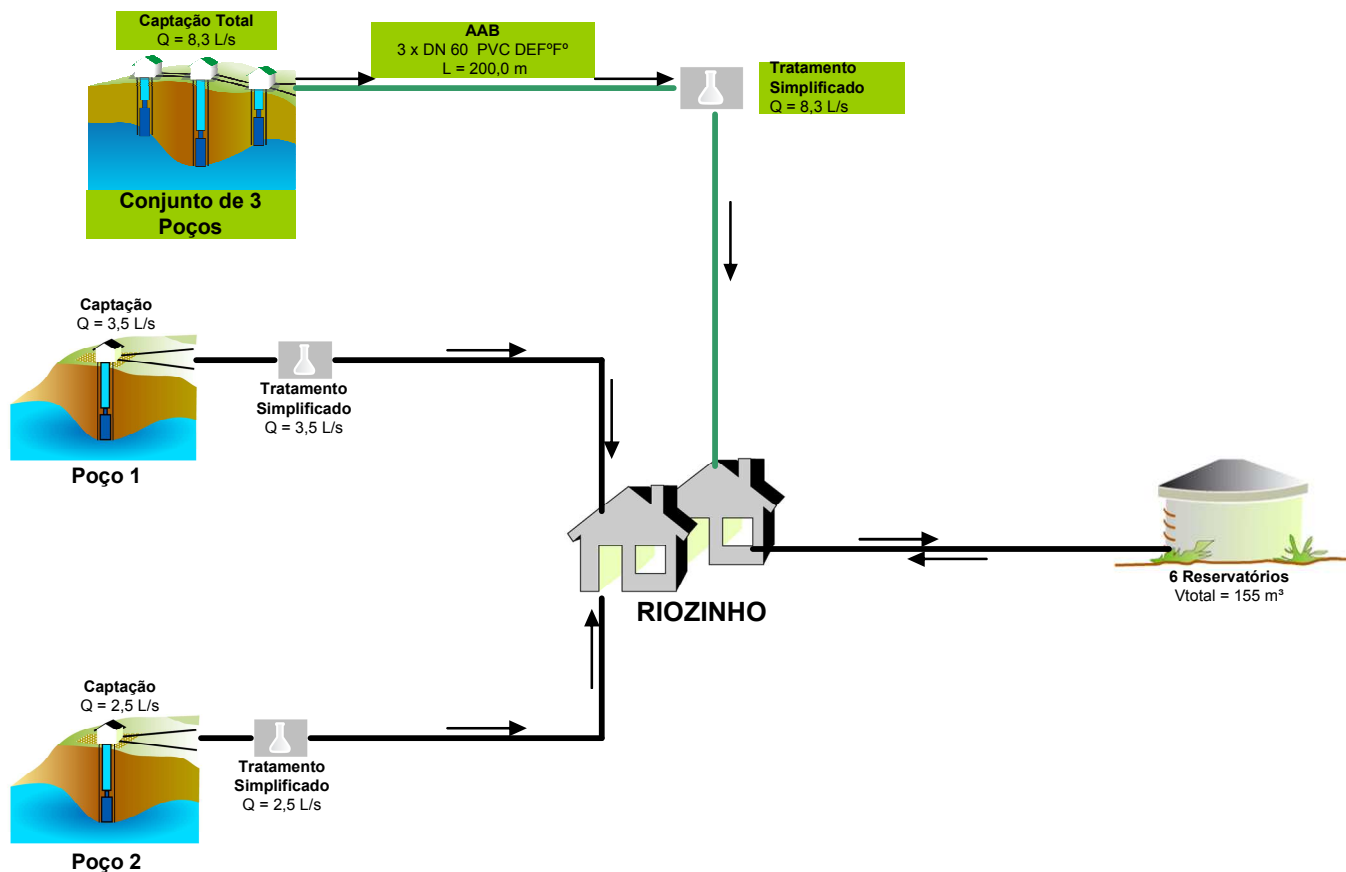 Captação Total
Q = 8,3 L/s
AAB
3 x DN 60  PVC DEFºFº
L = 200,0 m
Tratamento
Simplificado
Q = 8,3 L/s
Conjunto de 3
Poços
Captação
Q = 3,5 L/s
Tratamento
Simplificado
Q = 3,5 L/s
Poço 1
6 Reservatórios
Vtotal = 155 m³
RIOZINHO
Captação
Q = 2,5 L/s
Tratamento
Simplificado
Q = 2,5 L/s
Poço 2